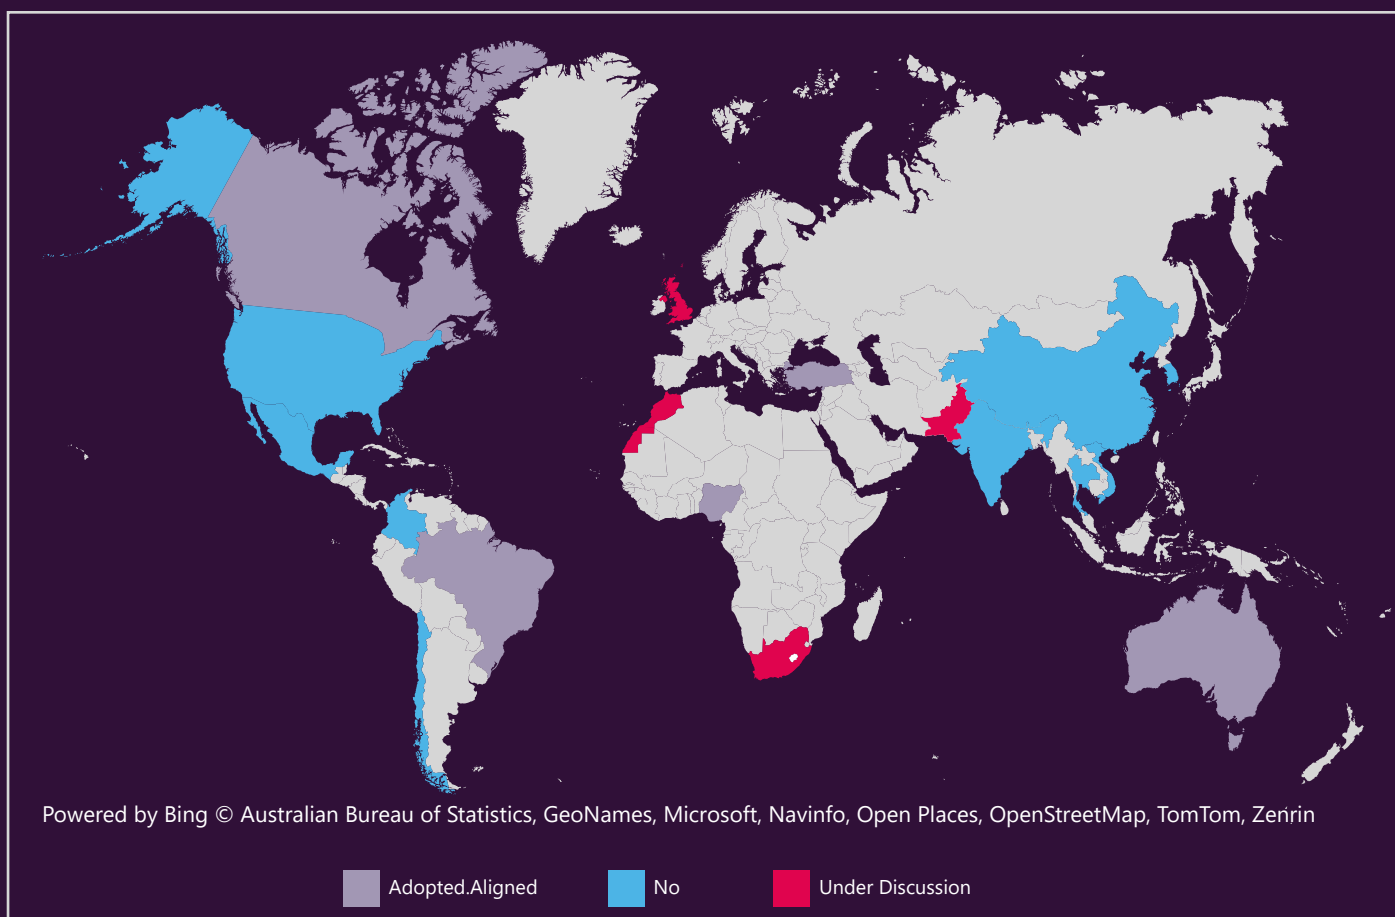 Powered by Bing © Australian Bureau of Statistics, GeoNames, Microsoft, Navinfo, Open Places, OpenStreetMap, TomTom, Zenrin
Adopted.Aligned No Under Discussion